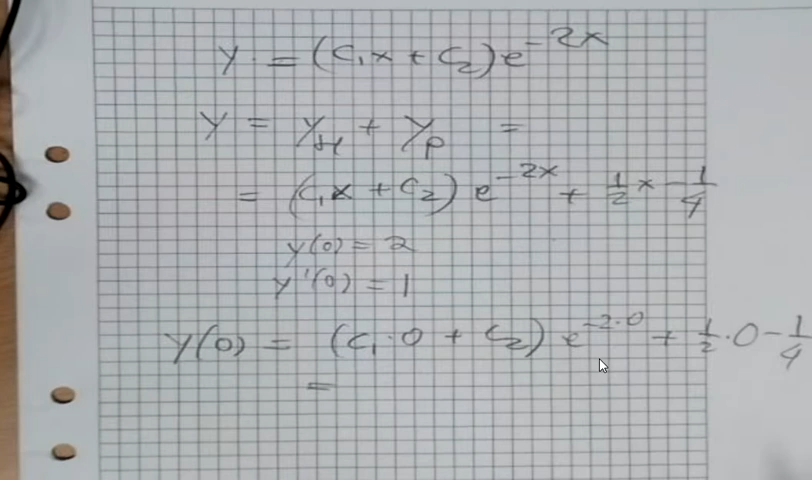 y = (C₁x + C₂)e⁻²ˣ
y = y_H + y_p =
= (C₁x + C₂) e⁻²ˣ + 1/2 x - 1/4
y(0) = 2
y'(0) = 1
y(0) = (C₁·0 + C₂) e^(-2·0) + 1/2·0 - 1/4
=